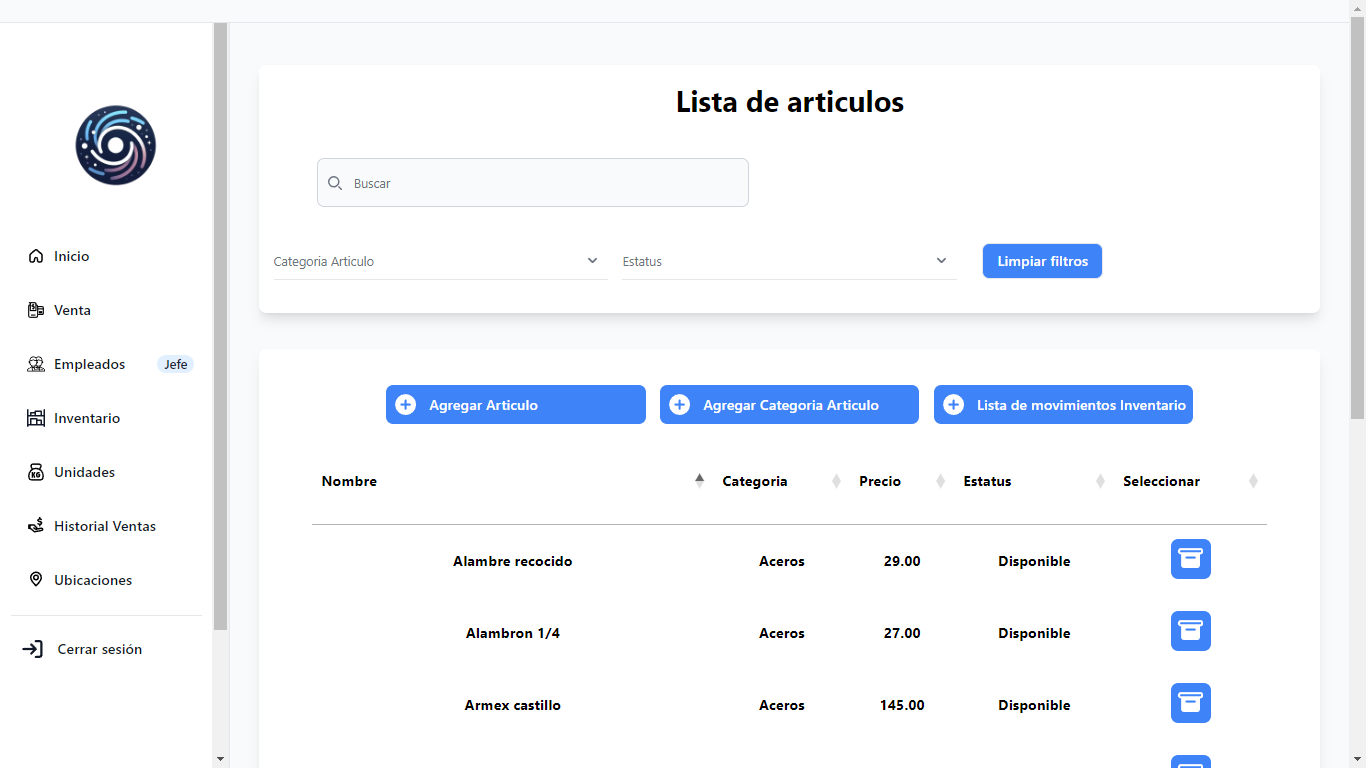 Inicio
Venta
Empleados Jefe
Inventario
Unidades
Historial Ventas
Ubicaciones
Cerrar sesión
Lista de articulos
Buscar
Categoria Articulo Estatus Limpiar filtros
Agregar Articulo Agregar Categoria Articulo Lista de movimientos Inventario
Nombre Categoria Precio Estatus Seleccionar
Alambre recocido Aceros 29.00 Disponible
Alambron 1/4 Aceros 27.00 Disponible
Armex castillo Aceros 145.00 Disponible